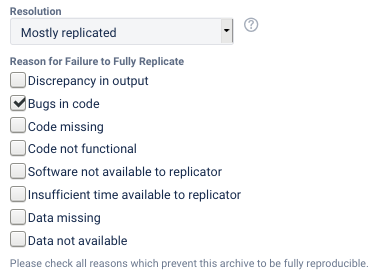 Resolution
Mostly replicated
Reason for Failure to Fully Replicate
Discrepancy in output
Bugs in code
Code missing
Code not functional
Software not available to replicator
Insufficient time available to replicator
Data missing
Data not available
Please check all reasons which prevent this archive to be fully reproducible.